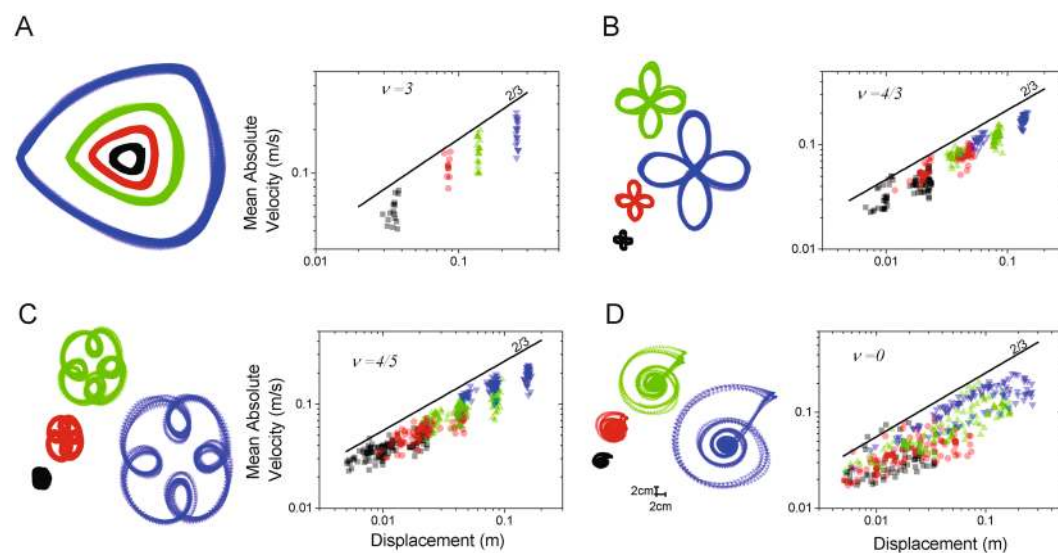 A
ν=3
2/3
Mean Absolute
Velocity (m/s)
0.1
0.01
0.1
B
ν=4/3
2/3
0.1
0.01
0.01
0.1
C
ν=4/5
2/3
Mean Absolute
Velocity (m/s)
0.1
0.01
0.01
0.1
Displacement (m)
D
2cm
2cm
ν=0
2/3
0.1
0.01
0.01
0.1
Displacement (m)